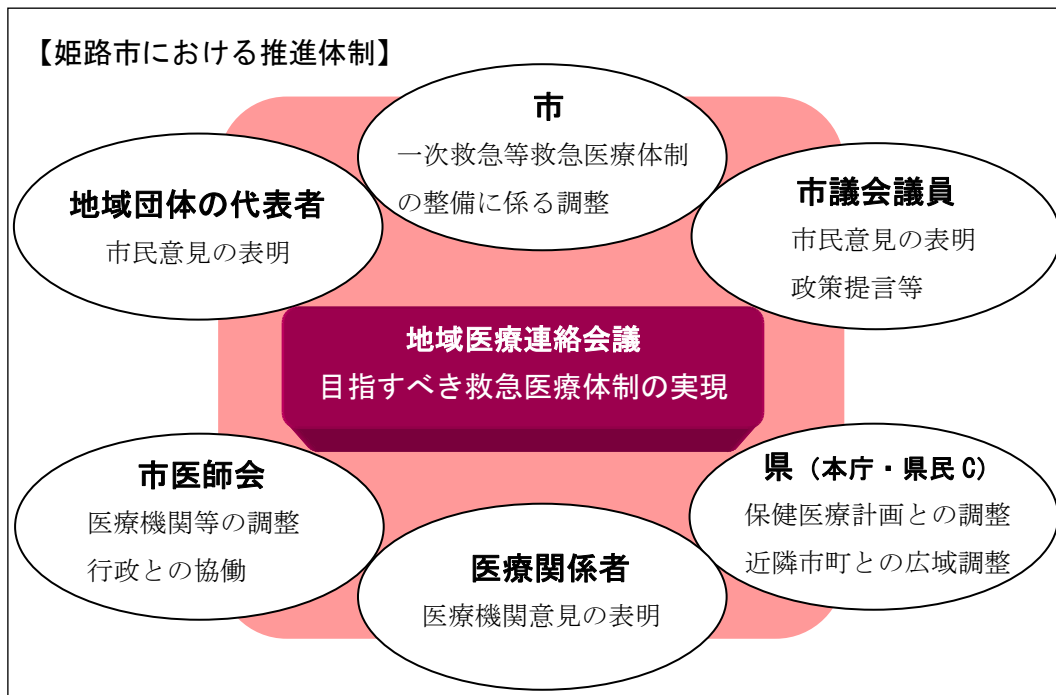 【姫路市における推進体制】
市
一次救急等救急医療体制
の整備に係る調整
地域団体の代表者
市民意見の表明
市議会議員
市民意見の表明
政策提言等
地域医療連絡会議
目指すべき救急医療体制の実現
市医師会
医療機関等の調整
行政との協働
医療関係者
医療機関意見の表明
県（本庁・県民C）
保健医療計画との調整
近隣市町との広域調整